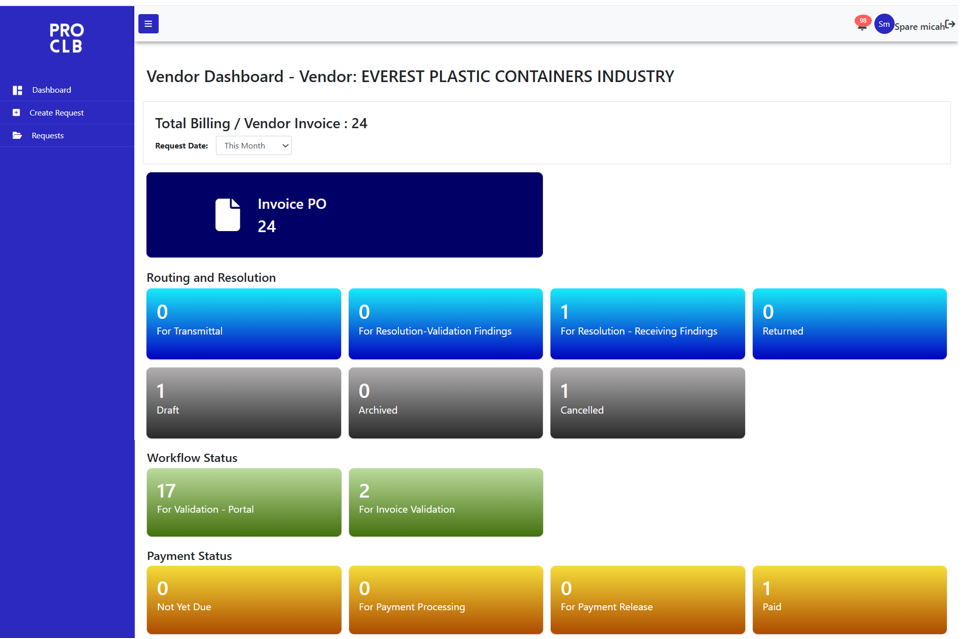 PRO
CLB
Dashboard
Create Request
Requests
98
Sm
Spare micah
Vendor Dashboard - Vendor: EVEREST PLASTIC CONTAINERS INDUSTRY
Total Billing / Vendor Invoice : 24
Request Date: This Month
Invoice PO
24
Routing and Resolution
0
For Transmittal
0
For Resolution-Validation Findings
1
For Resolution - Receiving Findings
0
Returned
1
Draft
0
Archived
1
Cancelled
Workflow Status
17
For Validation - Portal
2
For Invoice Validation
Payment Status
0
Not Yet Due
0
For Payment Processing
0
For Payment Release
1
Paid